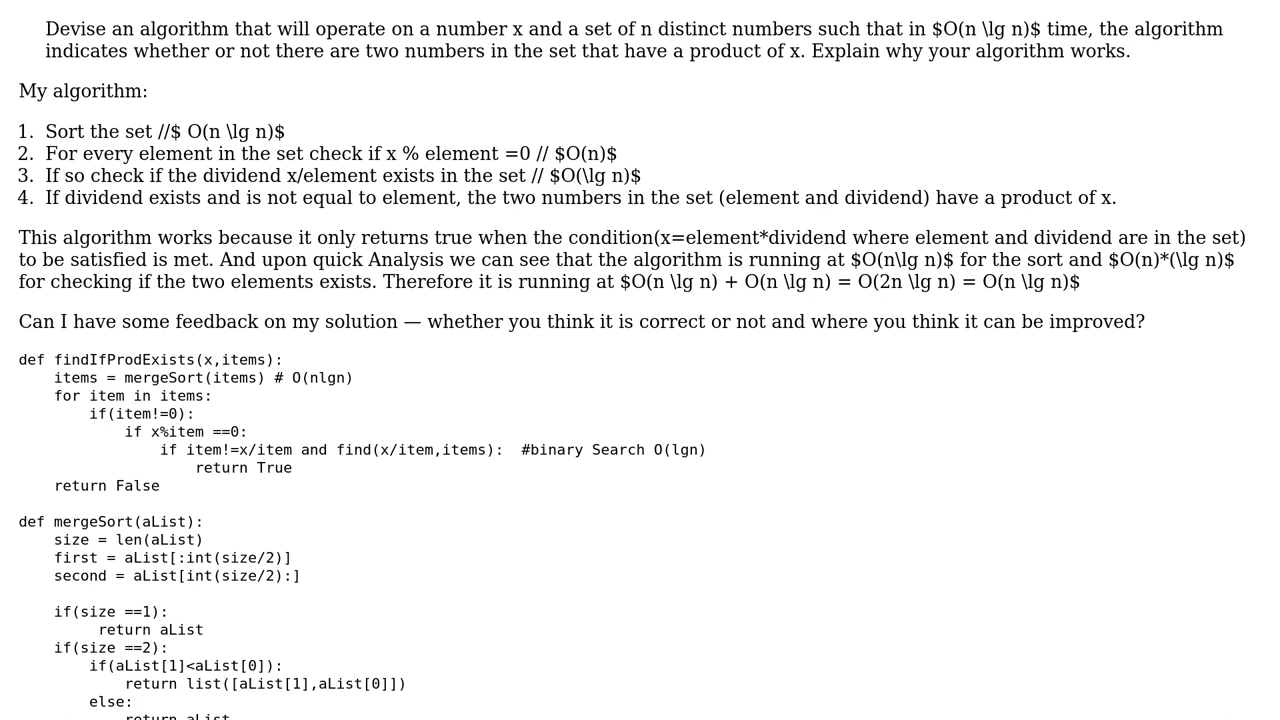 Devise an algorithm that will operate on a number x and a set of n distinct numbers such that in $O(n \lg n)$ time, the algorithm
indicates whether or not there are two numbers in the set that have a product of x. Explain why your algorithm works.
My algorithm:
1. Sort the set //$ O(n \lg n)$
2. For every element in the set check if x % element =0 // $O(n)$
3. If so check if the dividend x/element exists in the set // $O(\lg n)$
4. If dividend exists and is not equal to element, the two numbers in the set (element and dividend) have a product of x.
This algorithm works because it only returns true when the condition(x=element*dividend where element and dividend are in the set)
to be satisfied is met. And upon quick Analysis we can see that the algorithm is running at $O(n\lg n)$ for the sort and $O(n)*(\lg n)$
for checking if the two elements exists. Therefore it is running at $O(n \lg n) + O(n \lg n) = O(2n \lg n) = O(n \lg n)$
Can I have some feedback on my solution — whether you think it is correct or not and where you think it can be improved?
def findIfProdExists(x,items):
    items = mergeSort(items) # O(nlgn)
    for item in items:
        if(item!=0):
            if x%item ==0:
                if item!=x/item and find(x/item,items):  #binary Search O(lgn)
                    return True
    return False
def mergeSort(aList):
    size = len(aList)
    first = aList[:int(size/2)]
    second = aList[int(size/2):]
    if(size ==1):
         return aList
    if(size ==2):
        if(aList[1]<aList[0]):
            return list([aList[1],aList[0]])
        else:
            return aList